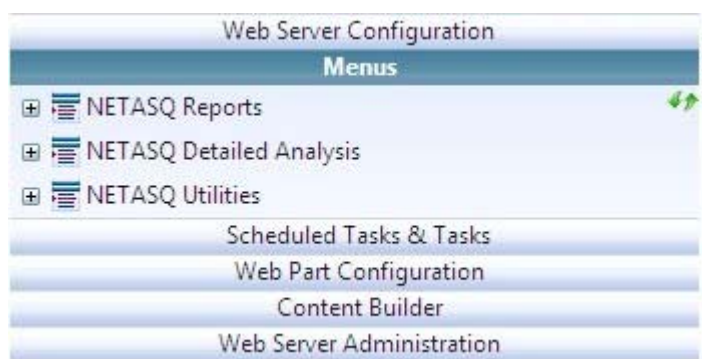 Web Server Configuration
Menus
NETASQ Reports
NETASQ Detailed Analysis
NETASQ Utilities
Scheduled Tasks & Tasks
Web Part Configuration
Content Builder
Web Server Administration